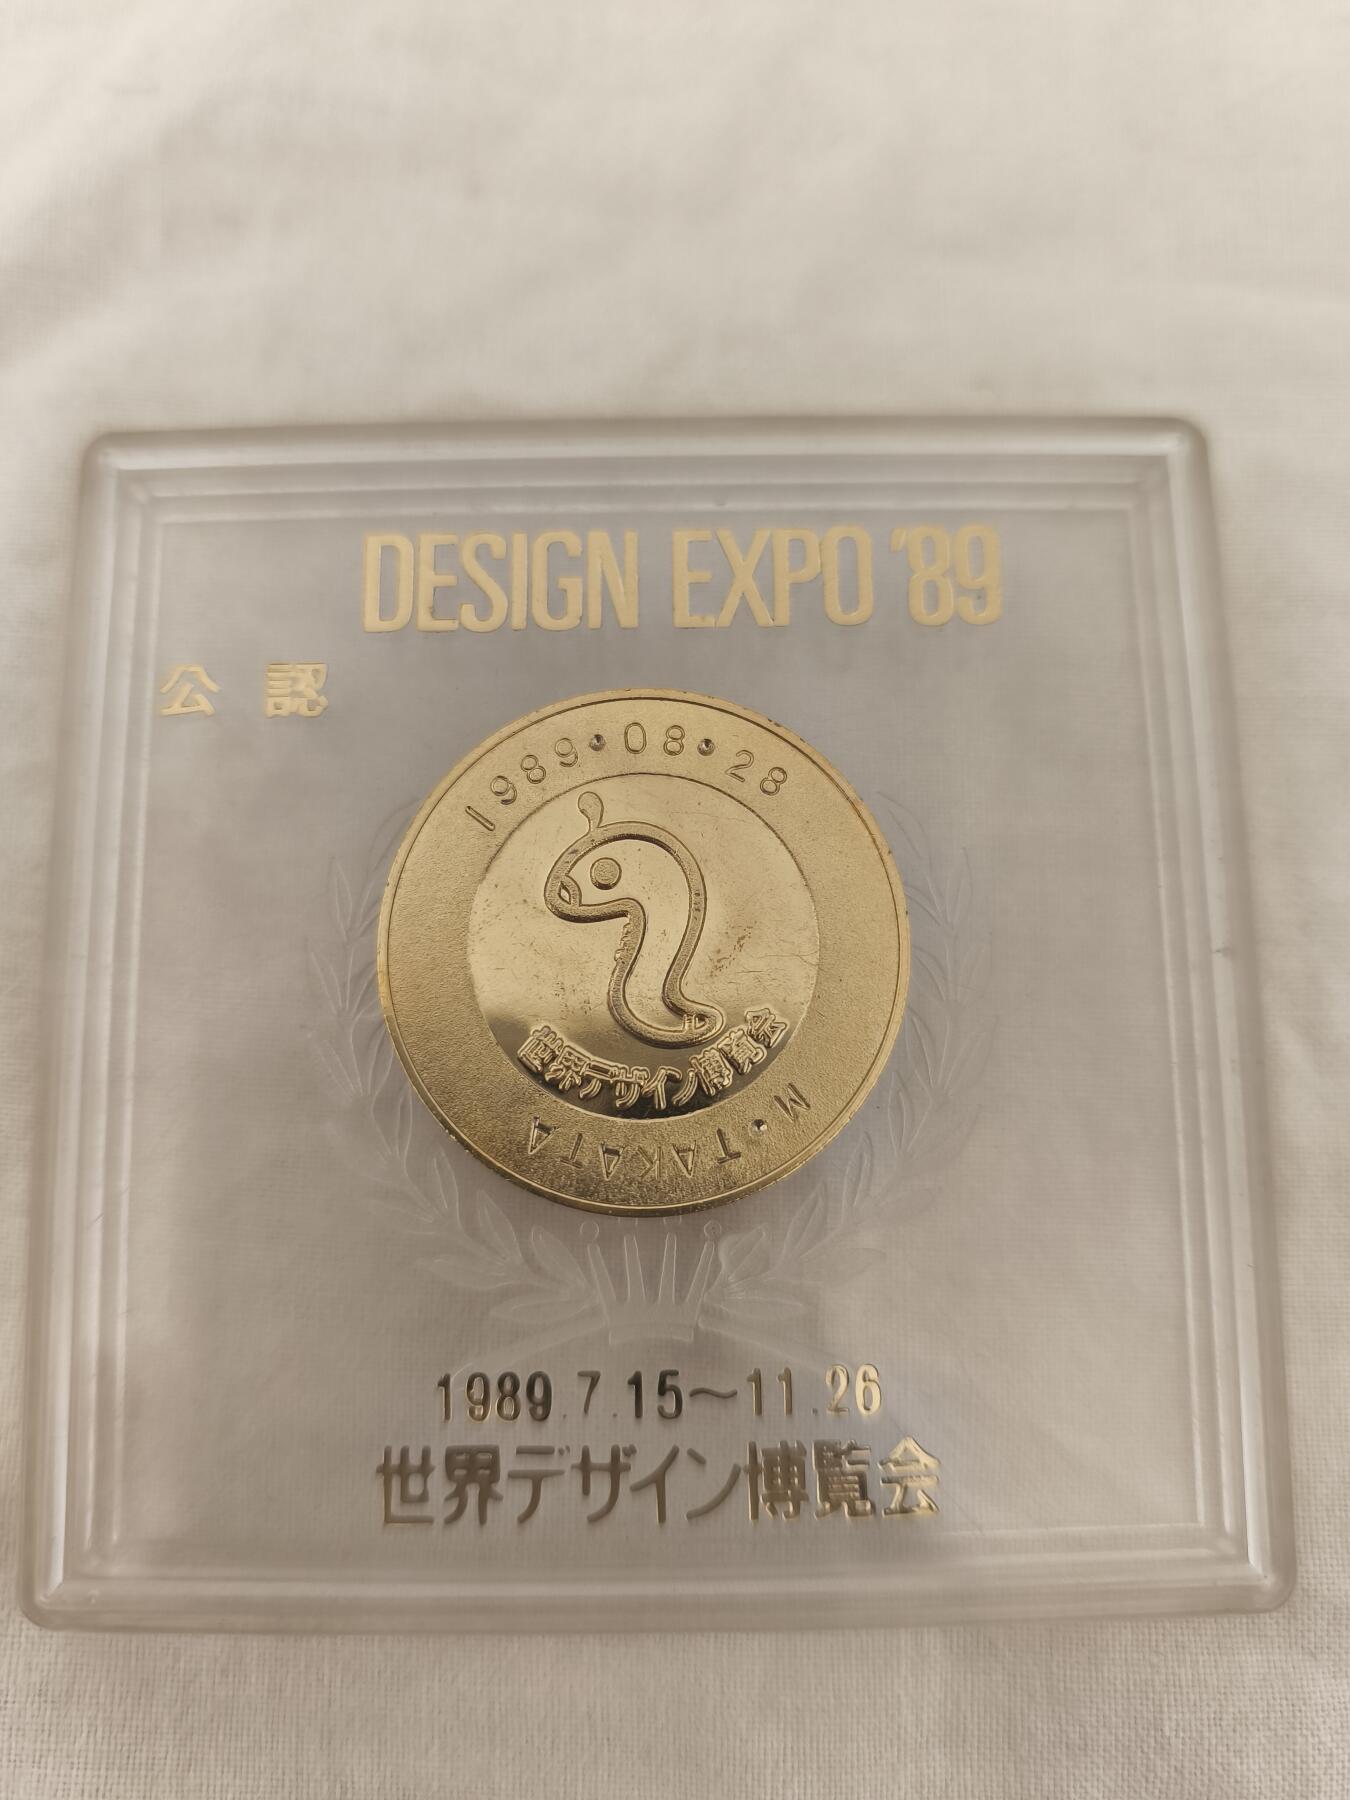 DESIGN EXPO '89
公認
1989•08•28
世界デザイン博覧会
M•TAKATA
1989.7.15～11.26
世界デザイン博覧会